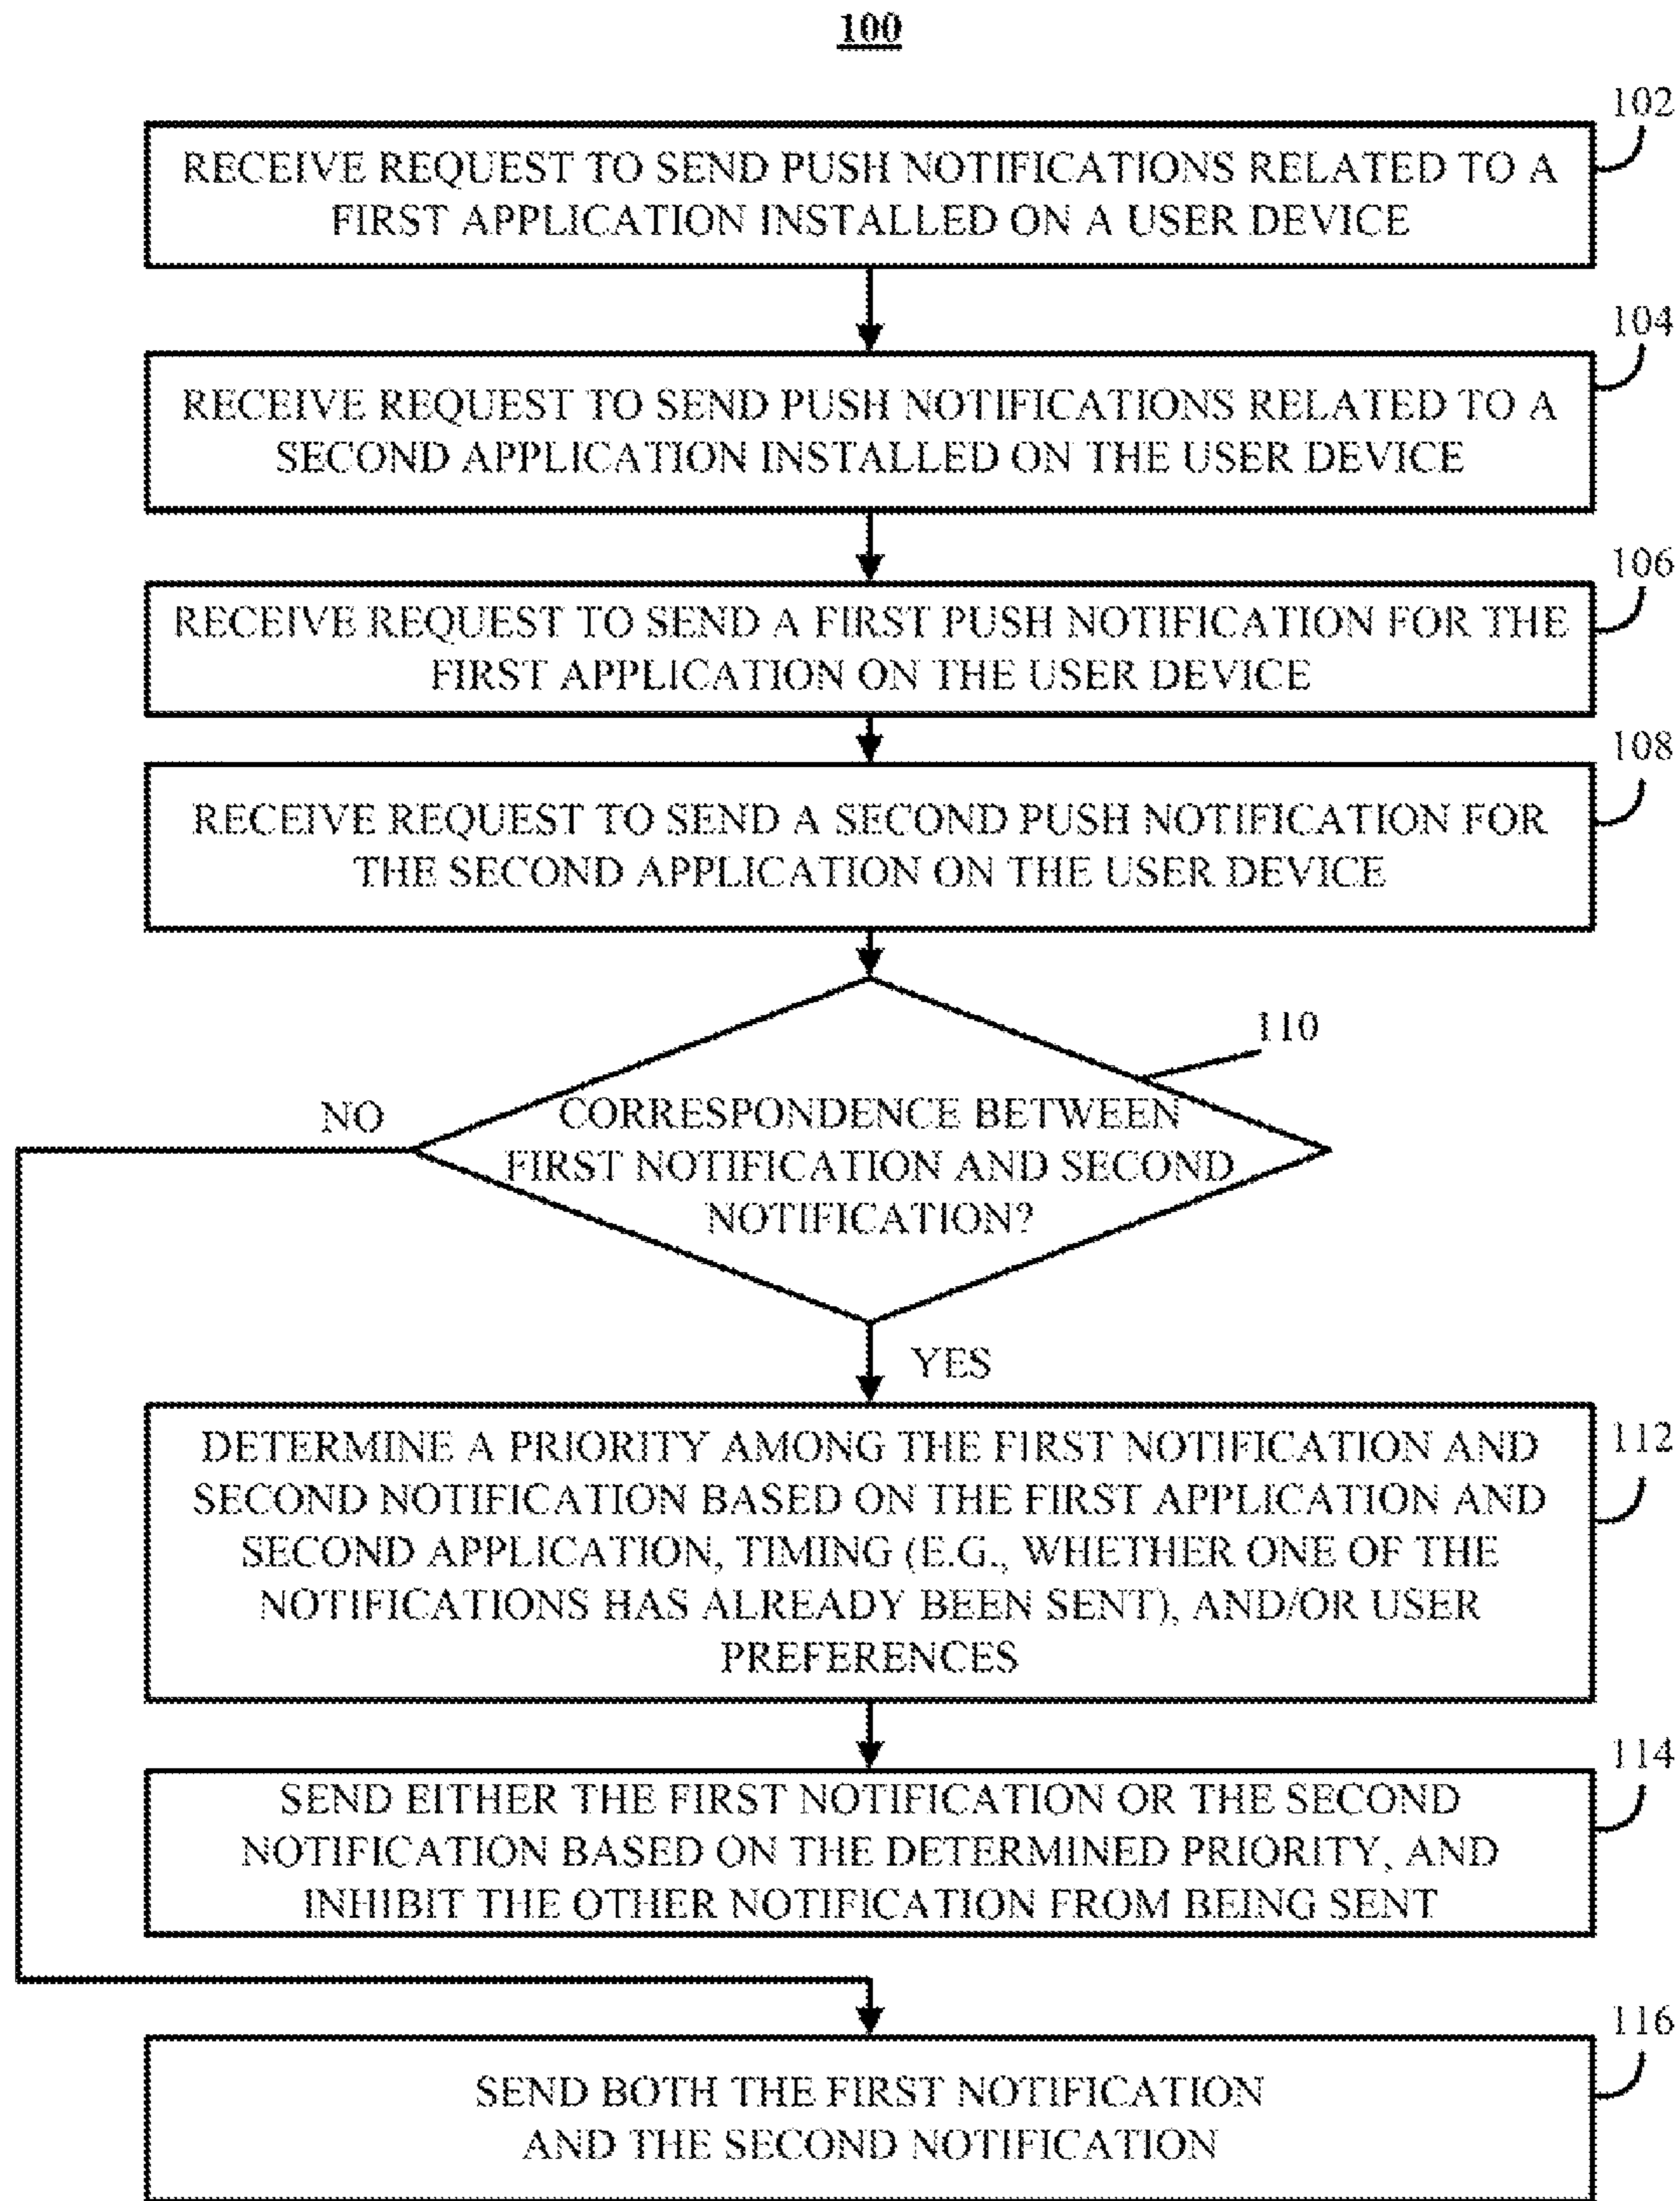 100
102
RECEIVE REQUEST TO SEND PUSH NOTIFICATIONS RELATED TO A
FIRST APPLICATION INSTALLED ON A USER DEVICE
104
RECEIVE REQUEST TO SEND PUSH NOTIFICATIONS RELATED TO A
SECOND APPLICATION INSTALLED ON THE USER DEVICE
106
RECEIVE REQUEST TO SEND A FIRST PUSH NOTIFICATION FOR THE
FIRST APPLICATION ON THE USER DEVICE
108
RECEIVE REQUEST TO SEND A SECOND PUSH NOTIFICATION FOR
THE SECOND APPLICATION ON THE USER DEVICE
110
NO
CORRESPONDENCE BETWEEN
FIRST NOTIFICATION AND SECOND
NOTIFICATION?
YES
112
DETERMINE A PRIORITY AMONG THE FIRST NOTIFICATION AND
SECOND NOTIFICATION BASED ON THE FIRST APPLICATION AND
SECOND APPLICATION, TIMING (E.G., WHETHER ONE OF THE
NOTIFICATIONS HAS ALREADY BEEN SENT), AND/OR USER
PREFERENCES
114
SEND EITHER THE FIRST NOTIFICATION OR THE SECOND
NOTIFICATION BASED ON THE DETERMINED PRIORITY, AND
INHIBIT THE OTHER NOTIFICATION FROM BEING SENT
116
SEND BOTH THE FIRST NOTIFICATION
AND THE SECOND NOTIFICATION